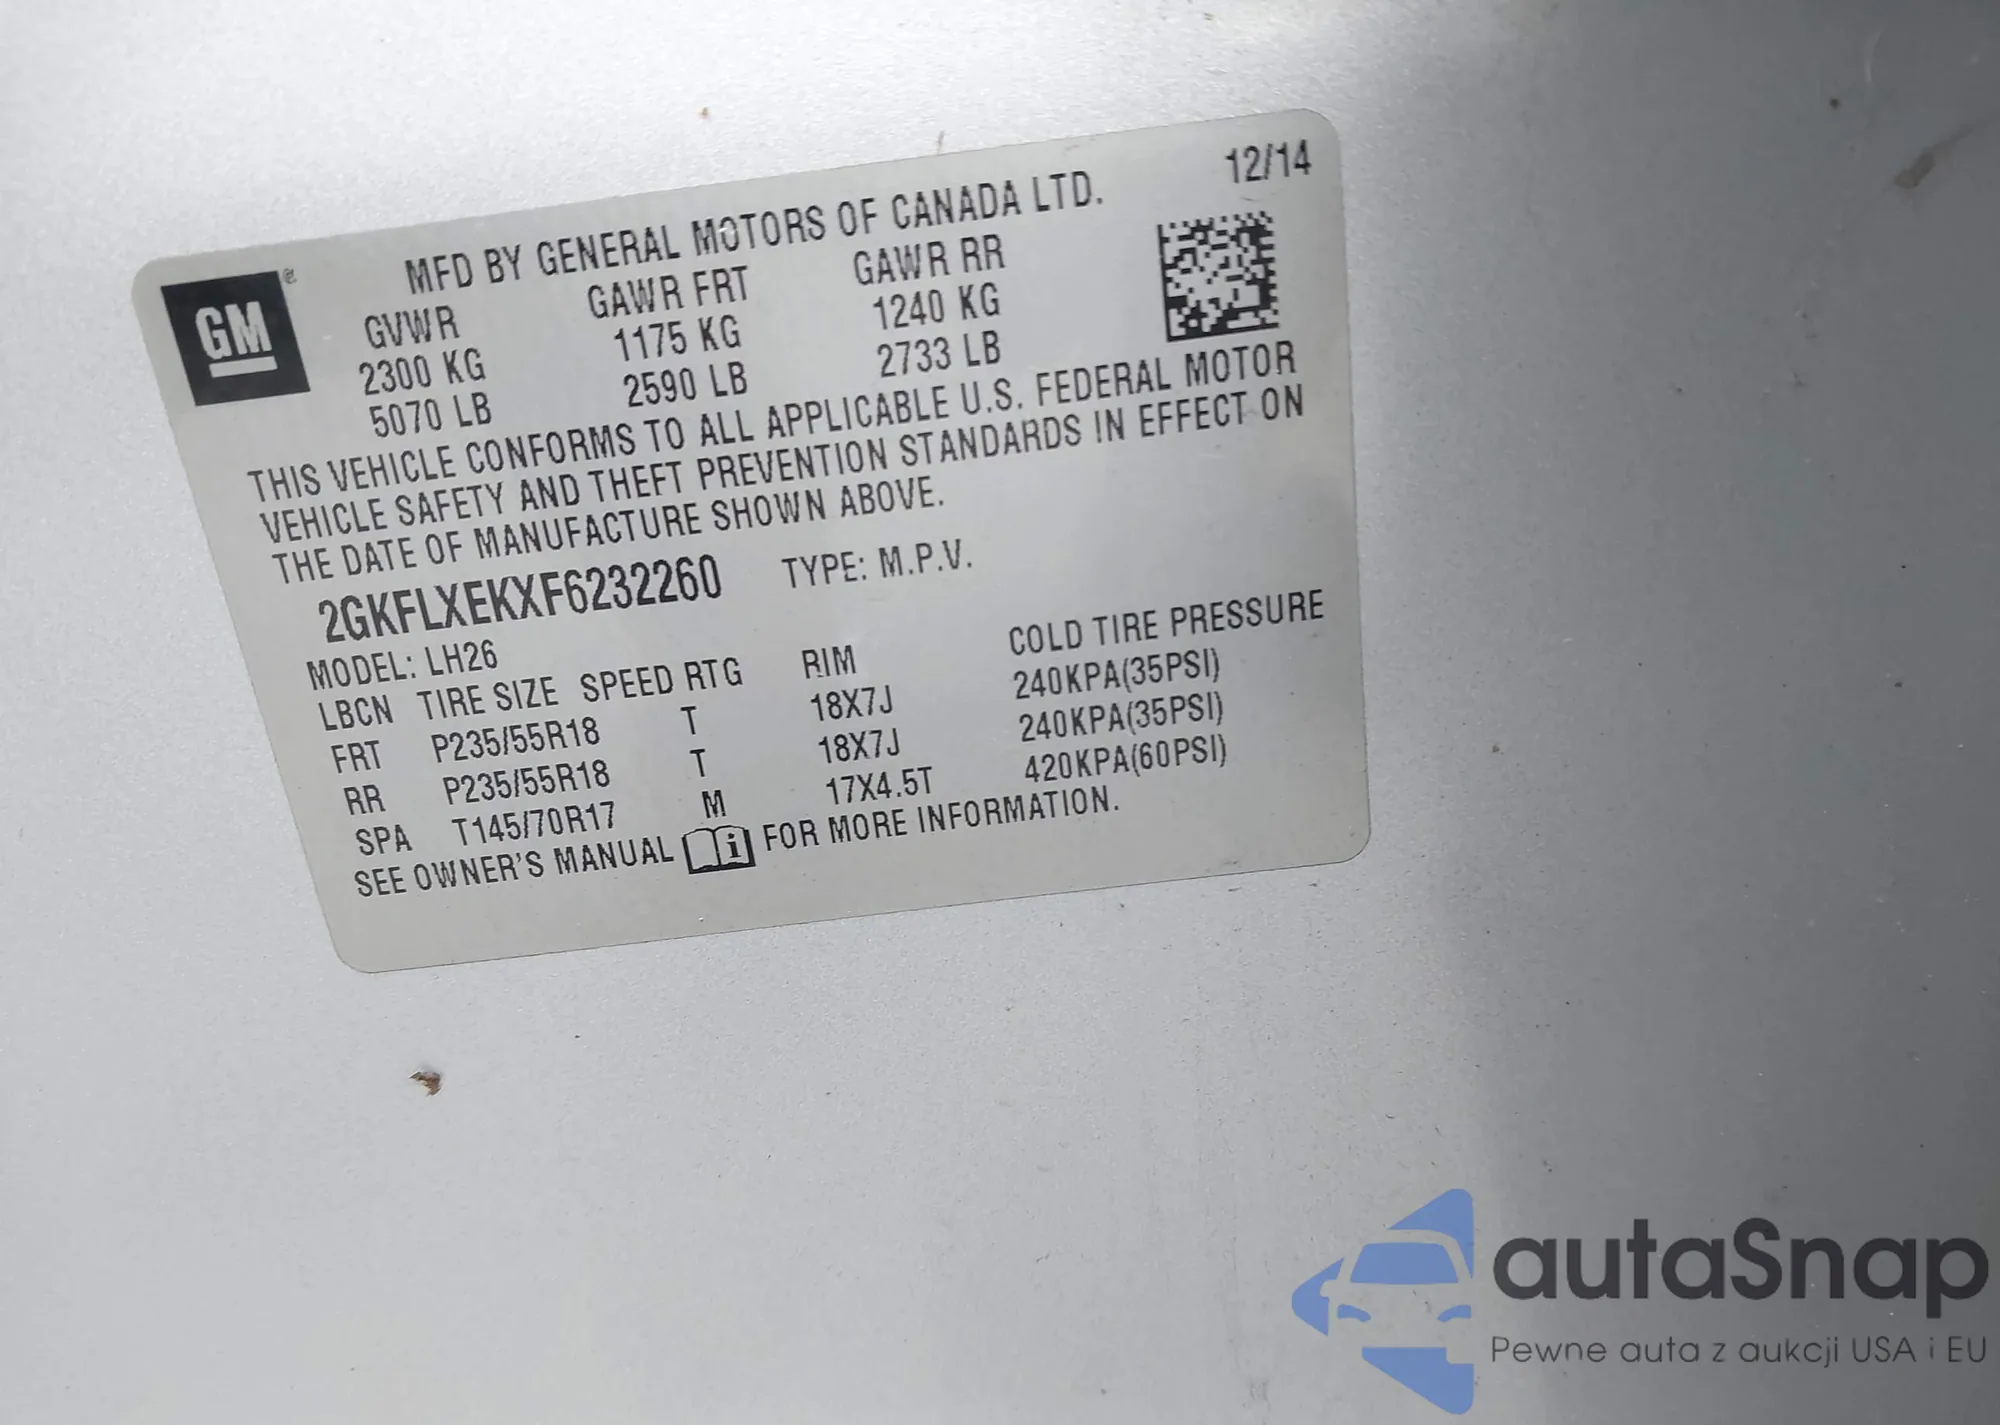 12/14
MFD BY GENERAL MOTORS OF CANADA LTD.
GM ®
GVWR GAWR FRT GAWR RR
2300 KG 1175 KG 1240 KG
5070 LB 2590 LB 2733 LB
THIS VEHICLE CONFORMS TO ALL APPLICABLE U.S. FEDERAL MOTOR
VEHICLE SAFETY AND THEFT PREVENTION STANDARDS IN EFFECT ON
THE DATE OF MANUFACTURE SHOWN ABOVE.
2GKFLXEKXF6232260 TYPE: M.P.V.
MODEL: LH26
LBCN TIRE SIZE SPEED RTG RIM COLD TIRE PRESSURE
FRT P235/55R18 T 18X7J 240KPA(35PSI)
RR P235/55R18 T 18X7J 240KPA(35PSI)
SPA T145/70R17 M 17X4.5T 420KPA(60PSI)
SEE OWNER'S MANUAL i FOR MORE INFORMATION.
autaSnap
Pewne auta z aukcji USA i EU